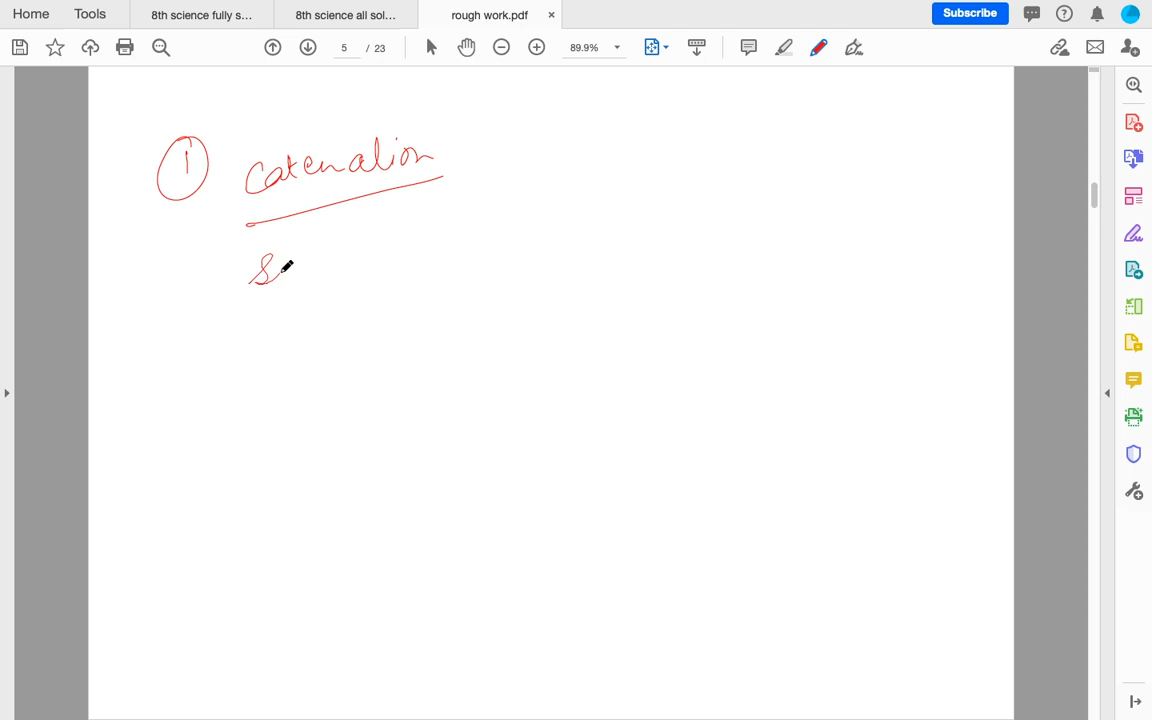 Home Tools 8th science fully s... 8th science all sol... rough work.pdf × Subscribe
5 / 23 89.9%
1 Catenation
S